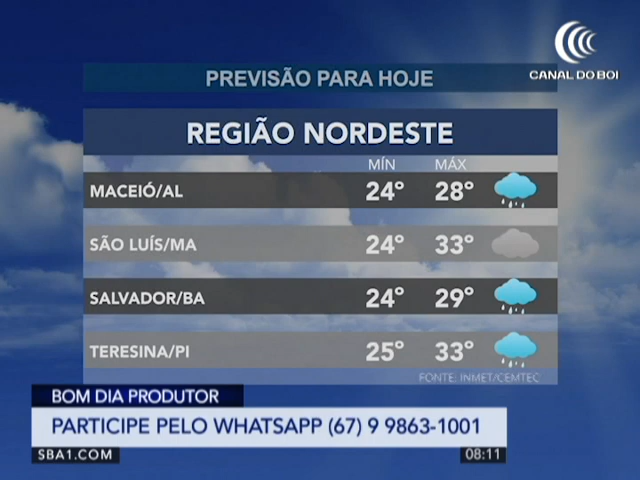 CANAL DO BOI
PREVISÃO PARA HOJE
REGIÃO NORDESTE
MÍN MÁX
MACEIÓ/AL 24° 28°
SÃO LUÍS/MA 24° 33°
SALVADOR/BA 24° 29°
TERESINA/PI 25° 33°
FONTE: INMET/CEMTEC
BOM DIA PRODUTOR
PARTICIPE PELO WHATSAPP (67) 9 9863-1001
SBA1.COM 08:11